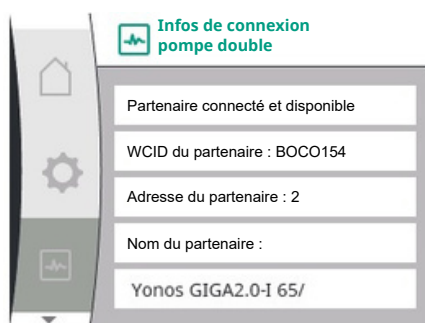 Infos de connexion
pompe double
Partenaire connecté et disponible
WCID du partenaire : BOCO154
Adresse du partenaire : 2
Nom du partenaire :
Yonos GIGA2.0-I 65/